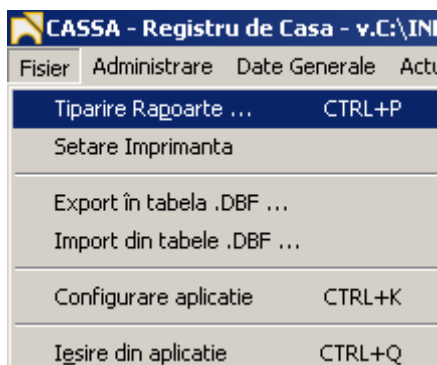 CASSA - Registru de Casa - v.C:\INI
Fisier Administrare Date Generale Actu
Tiparire Rapoarte ... CTRL+P
Setare Imprimanta
Export în tabela .DBF ...
Import din tabele .DBF ...
Configurare aplicatie CTRL+K
Iesire din aplicatie CTRL+Q